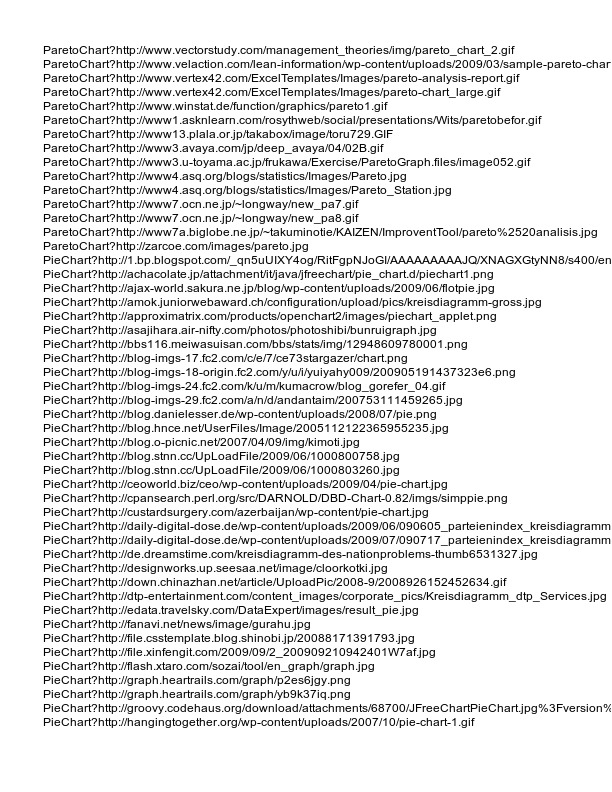 ParetoChart?http://www.vectorstudy.com/management_theories/img/pareto_chart_2.gif
ParetoChart?http://www.velaction.com/lean-information/wp-content/uploads/2009/03/sample-pareto-char
ParetoChart?http://www.vertex42.com/ExcelTemplates/Images/pareto-analysis-report.gif
ParetoChart?http://www.vertex42.com/ExcelTemplates/Images/pareto-chart_large.gif
ParetoChart?http://www.winstat.de/function/graphics/pareto1.gif
ParetoChart?http://www1.asknlearn.com/rosythweb/social/presentations/Wits/paretobefor.gif
ParetoChart?http://www13.plala.or.jp/takabox/image/toru729.GIF
ParetoChart?http://www3.avaya.com/jp/deep_avaya/04/02B.gif
ParetoChart?http://www3.u-toyama.ac.jp/frukawa/Exercise/ParetoGraph.files/image052.gif
ParetoChart?http://www4.asq.org/blogs/statistics/Images/Pareto.jpg
ParetoChart?http://www4.asq.org/blogs/statistics/Images/Pareto_Station.jpg
ParetoChart?http://www7.ocn.ne.jp/~longway/new_pa7.gif
ParetoChart?http://www7.ocn.ne.jp/~longway/new_pa8.gif
ParetoChart?http://www7a.biglobe.ne.jp/~takuminotie/KAIZEN/ImproventTool/pareto%2520analisis.jpg
ParetoChart?http://zarcoe.com/images/pareto.jpg
PieChart?http://1.bp.blogspot.com/_qn5uUIXY4og/RitFgpNJoGI/AAAAAAAAAJQ/XNAGXGtyNN8/s400/en
PieChart?http://achacolate.jp/attachment/it/java/jfreechart/pie_chart.d/piechart1.png
PieChart?http://ajax-world.sakura.ne.jp/blog/wp-content/uploads/2009/06/flotpie.jpg
PieChart?http://amok.juniorwebaward.ch/configuration/upload/pics/kreisdiagramm-gross.jpg
PieChart?http://approximatrix.com/products/openchart2/images/piechart_applet.png
PieChart?http://asajihara.air-nifty.com/photos/photoshibi/bunruigraph.jpg
PieChart?http://bbs116.meiwasuisan.com/bbs/stats/img/12948609780001.png
PieChart?http://blog-imgs-17.fc2.com/c/e/7/ce73stargazer/chart.png
PieChart?http://blog-imgs-18-origin.fc2.com/y/u/i/yuiyahy009/200905191437323e6.png
PieChart?http://blog-imgs-24.fc2.com/k/u/m/kumacrow/blog_gorefer_04.gif
PieChart?http://blog-imgs-29.fc2.com/a/n/d/andantaim/200753111459265.jpg
PieChart?http://blog.danielesser.de/wp-content/uploads/2008/07/pie.png
PieChart?http://blog.hnce.net/UserFiles/Image/2005112122365955235.jpg
PieChart?http://blog.o-picnic.net/2007/04/09/img/kimoti.jpg
PieChart?http://blog.stnn.cc/UpLoadFile/2009/06/1000800758.jpg
PieChart?http://blog.stnn.cc/UpLoadFile/2009/06/1000803260.jpg
PieChart?http://ceoworld.biz/ceo/wp-content/uploads/2009/04/pie-chart.jpg
PieChart?http://cpansearch.perl.org/src/DARNOLD/DBD-Chart-0.82/imgs/simppie.png
PieChart?http://custardsurgery.com/azerbaijan/wp-content/pie-chart.jpg
PieChart?http://daily-digital-dose.de/wp-content/uploads/2009/06/090605_parteienindex_kreisdiagramm
PieChart?http://daily-digital-dose.de/wp-content/uploads/2009/07/090717_parteienindex_kreisdiagramm
PieChart?http://de.dreamstime.com/kreisdiagramm-des-nationproblems-thumb6531327.jpg
PieChart?http://designworks.up.seesaa.net/image/cloorkotki.jpg
PieChart?http://down.chinazhan.net/article/UploadPic/2008-9/2008926152452634.gif
PieChart?http://dtp-entertainment.com/content_images/corporate_pics/Kreisdiagramm_dtp_Services.jpg
PieChart?http://edata.travelsky.com/DataExpert/images/result_pie.jpg
PieChart?http://fanavi.net/news/image/gurahu.jpg
PieChart?http://file.csstemplate.blog.shinobi.jp/20088171391793.jpg
PieChart?http://file.xinfengit.com/2009/09/2_200909210942401W7af.jpg
PieChart?http://flash.xtaro.com/sozai/tool/en_graph/graph.jpg
PieChart?http://graph.heartrails.com/graph/p2es6jgy.png
PieChart?http://graph.heartrails.com/graph/yb9k37iq.png
PieChart?http://groovy.codehaus.org/download/attachments/68700/JFreeChartPieChart.jpg%3Fversion%
PieChart?http://hangingtogether.org/wp-content/uploads/2007/10/pie-chart-1.gif